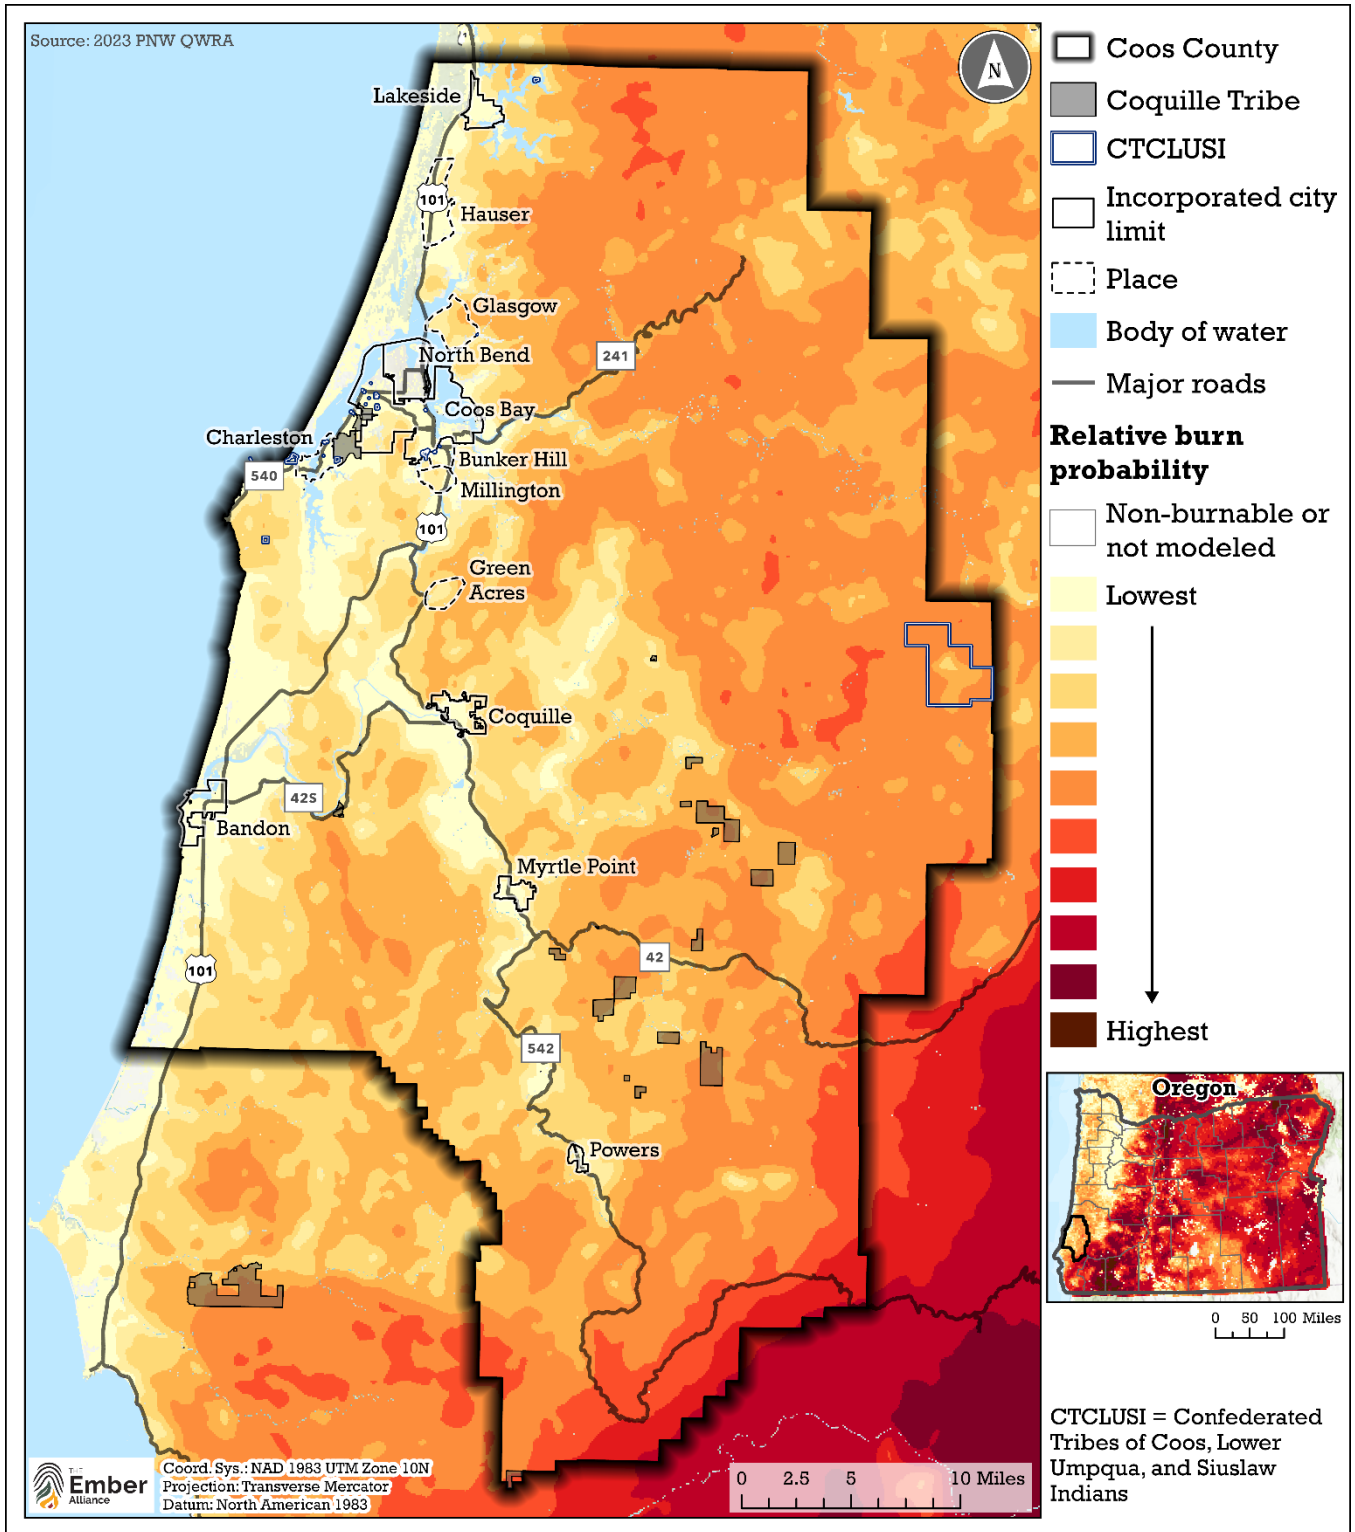 Source: 2023 PNW QWRA
N
Lakeside
101
Hauser
Glasgow
North Bend
241
Coos Bay
Charleston
Bunker Hill
540
Millington
101
Green
Acres
Coquille
42S
Bandon
Myrtle Point
42
101
542
Powers
THE
Ember
Alliance
Coord. Sys.: NAD 1983 UTM Zone 10N
Projection: Transverse Mercator
Datum: North American 1983
0 2.5 5 10 Miles
Coos County
Coquille Tribe
CTCLUSI
Incorporated city
limit
Place
Body of water
Major roads
Relative burn
probability
Non-burnable or
not modeled
Lowest
Highest
Oregon
0 50 100 Miles
CTCLUSI = Confederated
Tribes of Coos, Lower
Umpqua, and Siuslaw
Indians